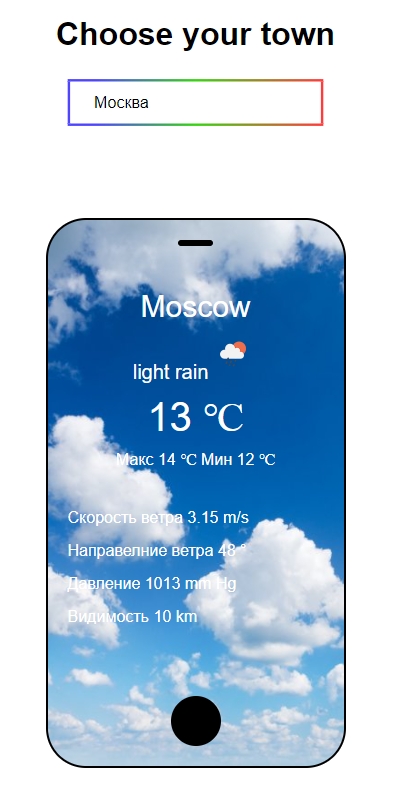 Choose your town
Москва
Moscow
light rain
13 ℃
Макс 14 ℃ Мин 12 ℃
Скорость ветра 3.15 m/s
Направелние ветра 48 °
Давление 1013 mm Hg
Видимость 10 km